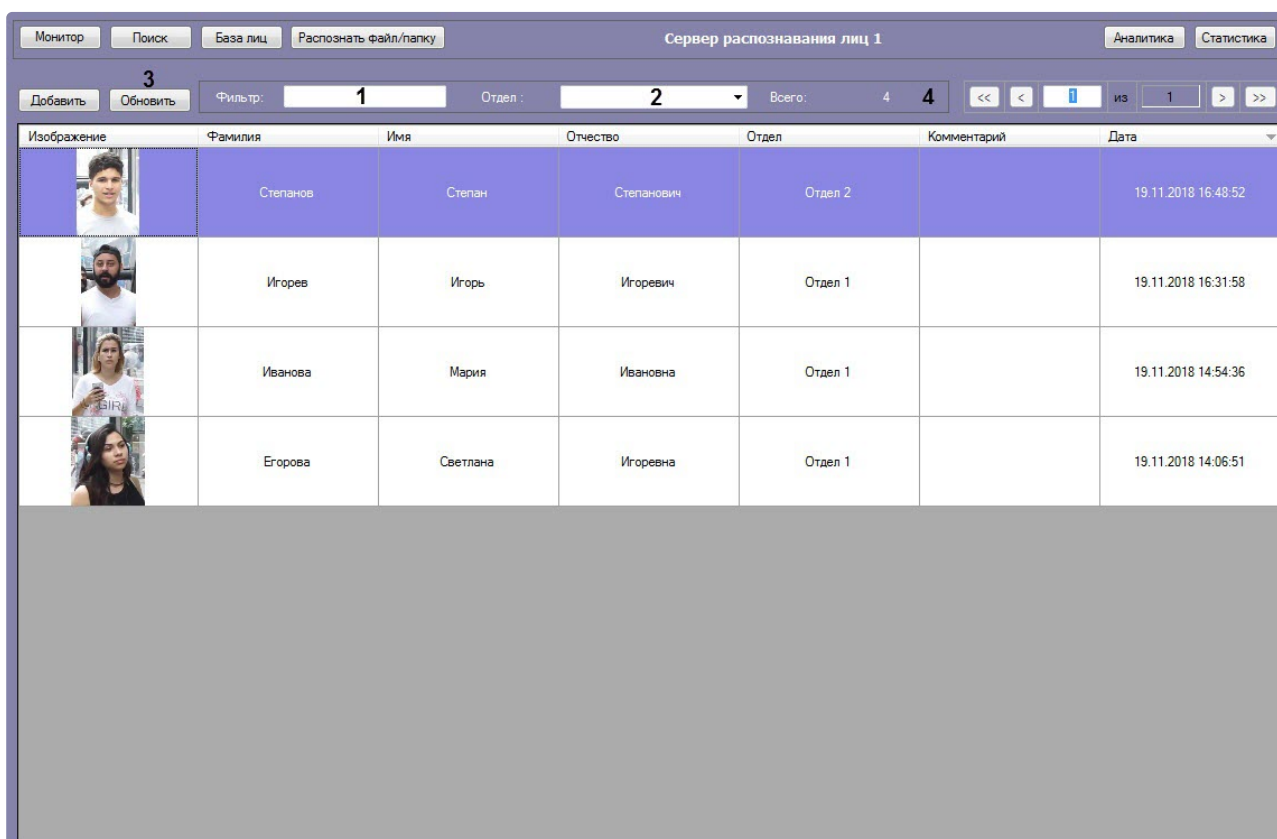 Монитор Поиск База лиц Распознать файл/папку Сервер распознавания лиц 1 Аналитика Статистика
3
Добавить Обновить Фильтр: 1 Отдел : 2 Всего: 4 4 << < 1 из 1 > >>
Изображение Фамилия Имя Отчество Отдел Комментарий Дата
Степанов Степан Степанович Отдел 2 19.11.2018 16:48:52
Игорев Игорь Игоревич Отдел 1 19.11.2018 16:31:58
Иванова Мария Ивановна Отдел 1 19.11.2018 14:54:36
GIRL
Егорова Светлана Игоревна Отдел 1 19.11.2018 14:06:51